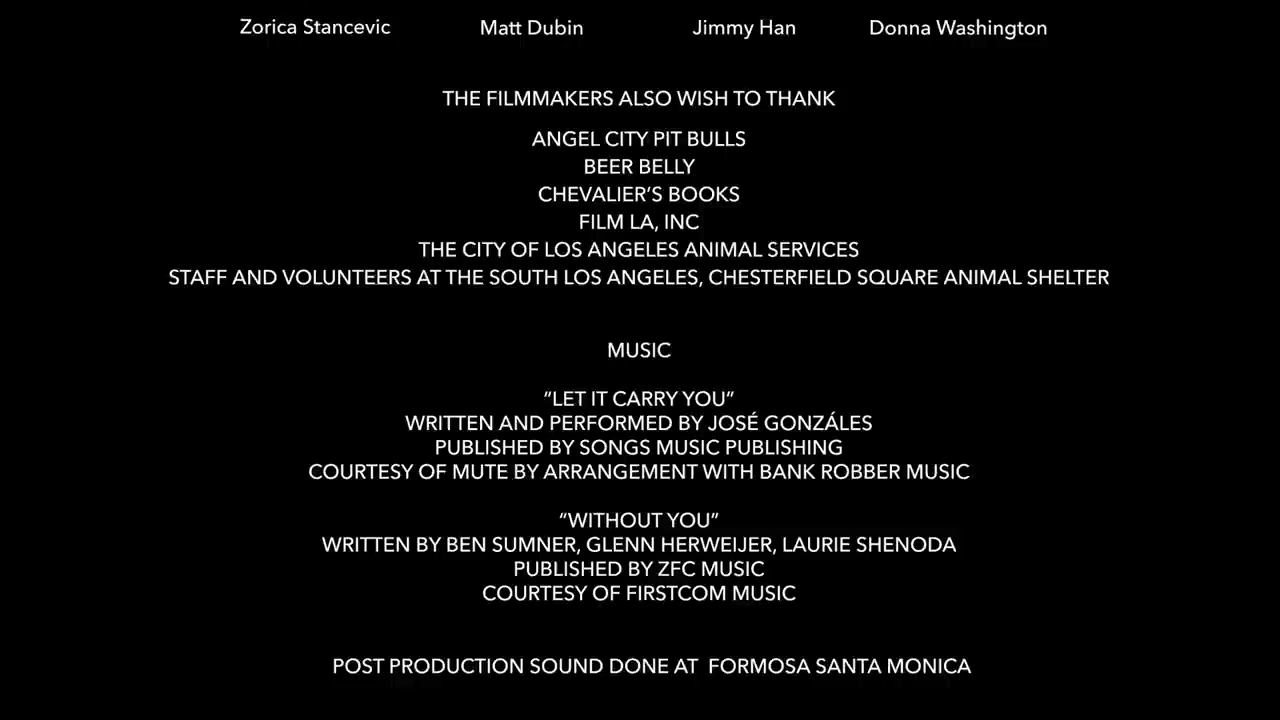 Zorica Stancevic Matt Dubin Jimmy Han Donna Washington
THE FILMMAKERS ALSO WISH TO THANK
ANGEL CITY PIT BULLS
BEER BELLY
CHEVALIER’S BOOKS
FILM LA, INC
THE CITY OF LOS ANGELES ANIMAL SERVICES
STAFF AND VOLUNTEERS AT THE SOUTH LOS ANGELES, CHESTERFIELD SQUARE ANIMAL SHELTER
MUSIC
“LET IT CARRY YOU”
WRITTEN AND PERFORMED BY JOSÉ GONZÁLES
PUBLISHED BY SONGS MUSIC PUBLISHING
COURTESY OF MUTE BY ARRANGEMENT WITH BANK ROBBER MUSIC
“WITHOUT YOU”
WRITTEN BY BEN SUMNER, GLENN HERWEIJER, LAURIE SHENODA
PUBLISHED BY ZFC MUSIC
COURTESY OF FIRSTCOM MUSIC
POST PRODUCTION SOUND DONE AT  FORMOSA SANTA MONICA